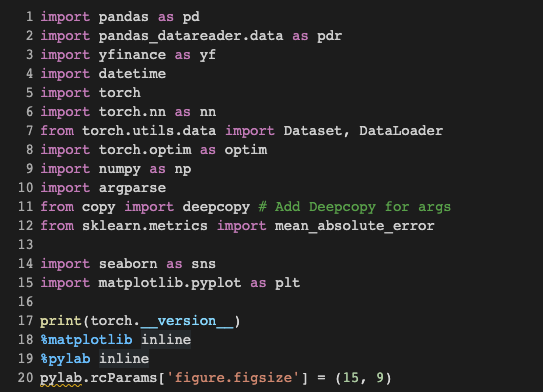 1 import pandas as pd
2 import pandas_datareader.data as pdr
3 import yfinance as yf
4 import datetime
5 import torch
6 import torch.nn as nn
7 from torch.utils.data import Dataset, DataLoader
8 import torch.optim as optim
9 import numpy as np
10 import argparse
11 from copy import deepcopy # Add Deepcopy for args
12 from sklearn.metrics import mean_absolute_error
13
14 import seaborn as sns
15 import matplotlib.pyplot as plt
16
17 print(torch.__version__)
18 %matplotlib inline
19 %pylab inline
20 pylab.rcParams['figure.figsize'] = (15, 9)